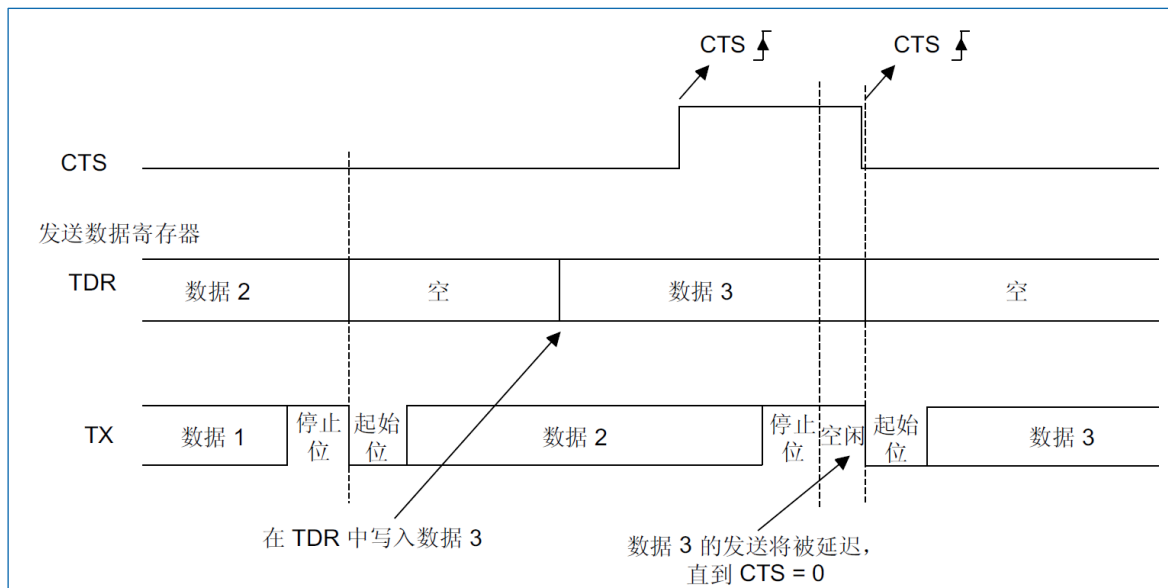 CTS
CTS
CTS
发送数据寄存器
TDR
数据 2
空
数据 3
空
TX
数据 1
停止
位
起始
位
数据 2
停止
位
空闲
起始
位
数据 3
在 TDR 中写入数据 3
数据 3 的发送将被延迟，
直到 CTS = 0